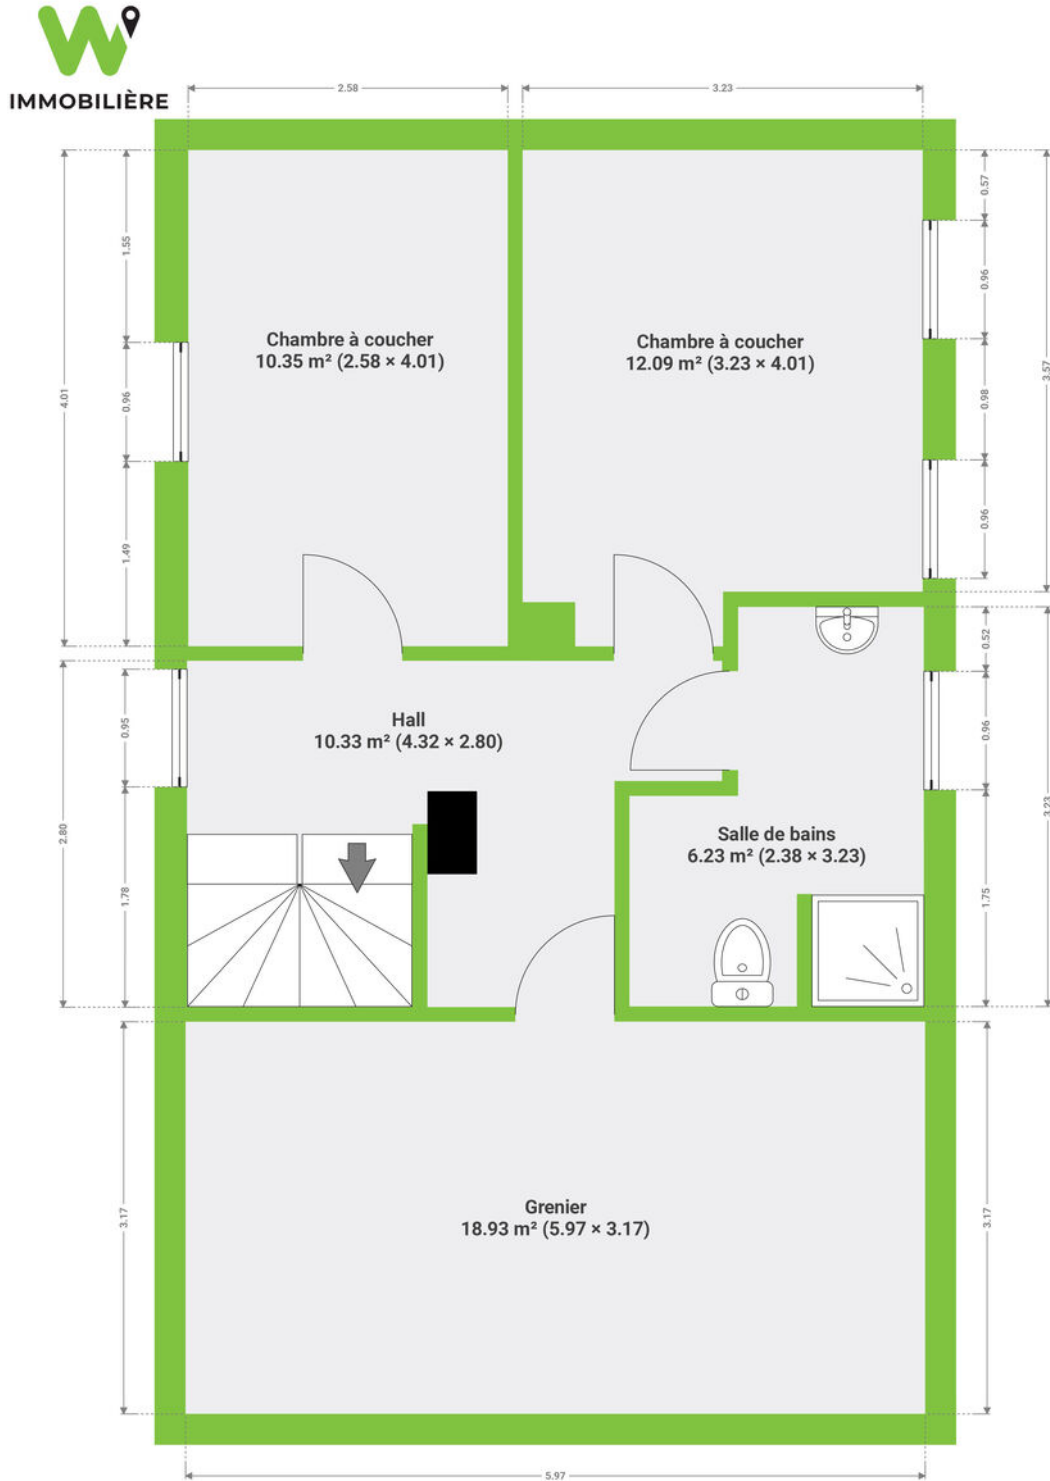 W
IMMOBILIÈRE
2.58
3.23
0.57
1.55
0.96
Chambre à coucher
10.35 m² (2.58 × 4.01)
Chambre à coucher
12.09 m² (3.23 × 4.01)
3.57
4.01
0.96
0.98
0.96
1.49
0.52
Hall
10.33 m² (4.32 × 2.80)
0.95
0.96
2.80
Salle de bains
6.23 m² (2.38 × 3.23)
3.23
1.78
1.75
Grenier
18.93 m² (5.97 × 3.17)
3.17
3.17
5.97